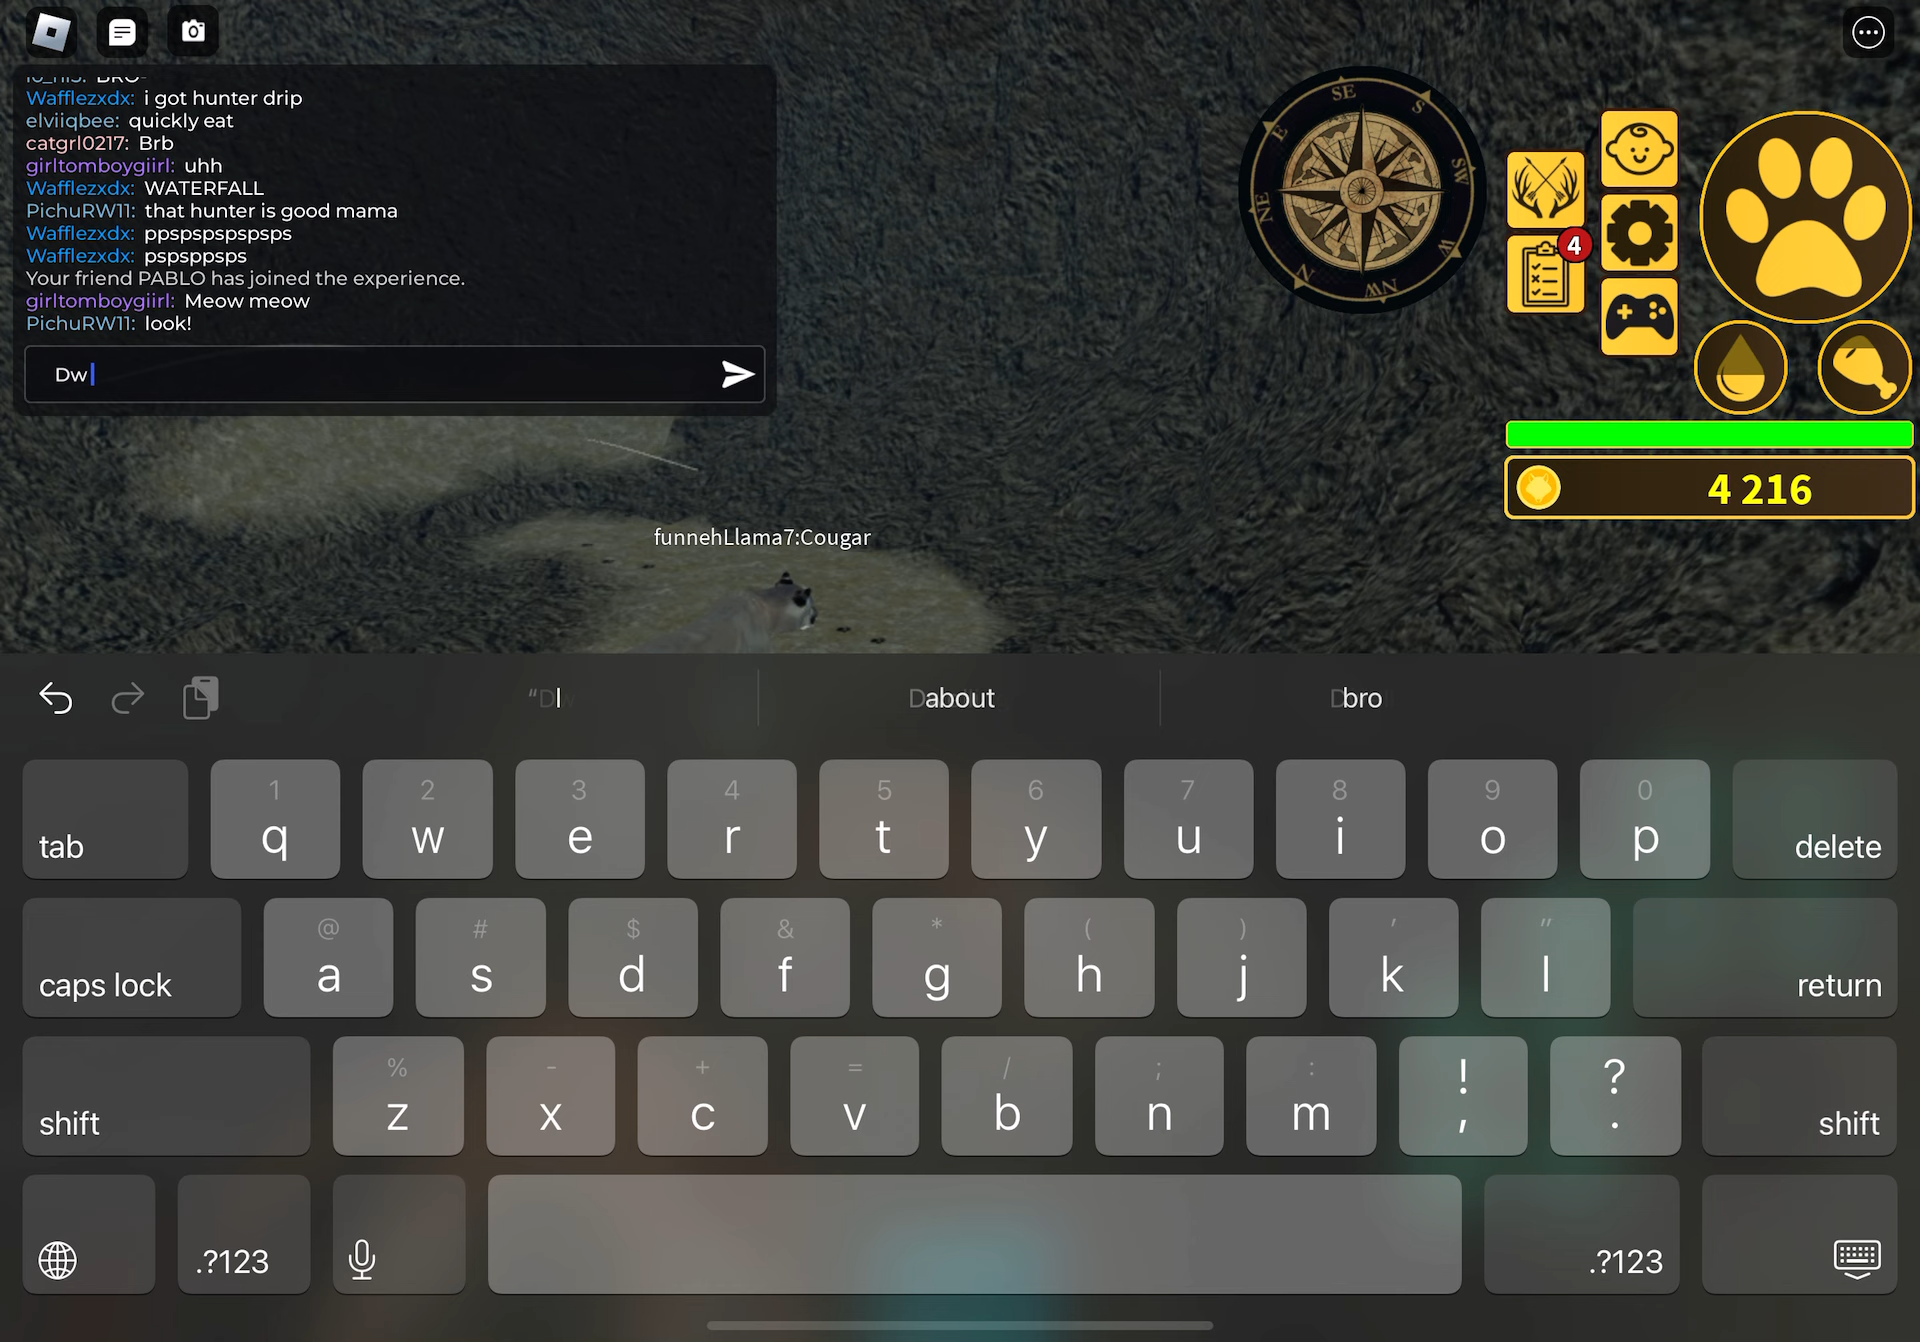 BRO-
Wafflezxdx: i got hunter drip
elviiqbee: quickly eat
catgrl0217: Brb
girltomboygiirl: uhh
Wafflezxdx: WATERFALL
PichuRW11: that hunter is good mama
Wafflezxdx: ppspspspspsps
Wafflezxdx: pspsppsps
Your friend PABLO has joined the experience.
girltomboygiirl: Meow meow
PichuRW11: look!
Dw
SE S SW W NW N NE E
4
4 216
funnehLlama7:Cougar
I about bro
1 2 3 4 5 6 7 8 9 0
tab q w e r t y u i o p delete
@ # $ & * ( ) ' "
caps lock a s d f g h j k l return
% - + = / ; : ! ?
shift z x c v b n m , . shift
.?123 .?123